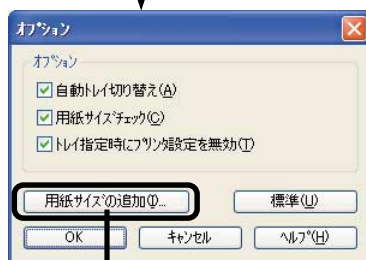 オプション
オプション
自動トレイ切り替え(A)
用紙サイズチェック(C)
トレイ指定時にプリンタ設定を無効(T)
用紙サイズの追加(I)...
標準(U)
OK
キャンセル
ヘルプ(H)